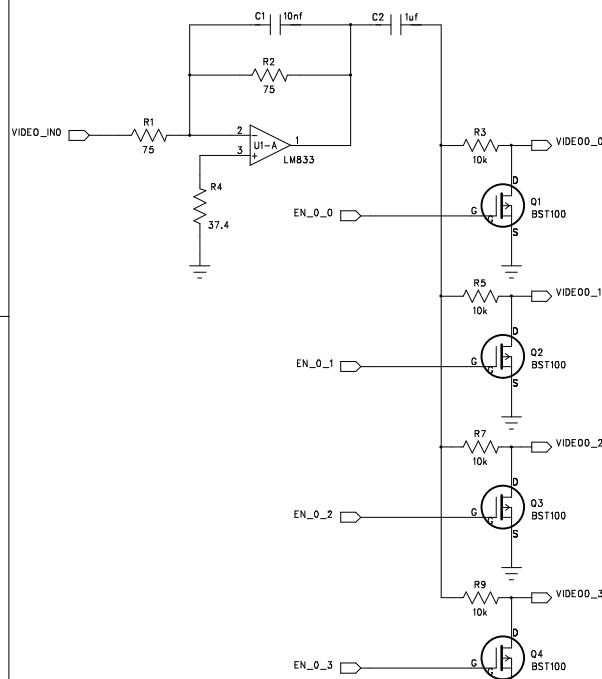 C1 10nf
C2 1uf
R2
75
VIDEO_IN0
R1
75
2
3
1
U1-A
LM833
R4
37.4
R3
10k
VIDEO0_0
D
Q1
BST100
EN_0_0
G
G
S
R5
10k
VIDEO0_1
D
Q2
BST100
EN_0_1
G
G
S
R7
10k
VIDEO0_2
D
Q3
BST100
EN_0_2
G
G
S
R9
10k
VIDEO0_3
D
Q4
BST100
EN_0_3
G
G